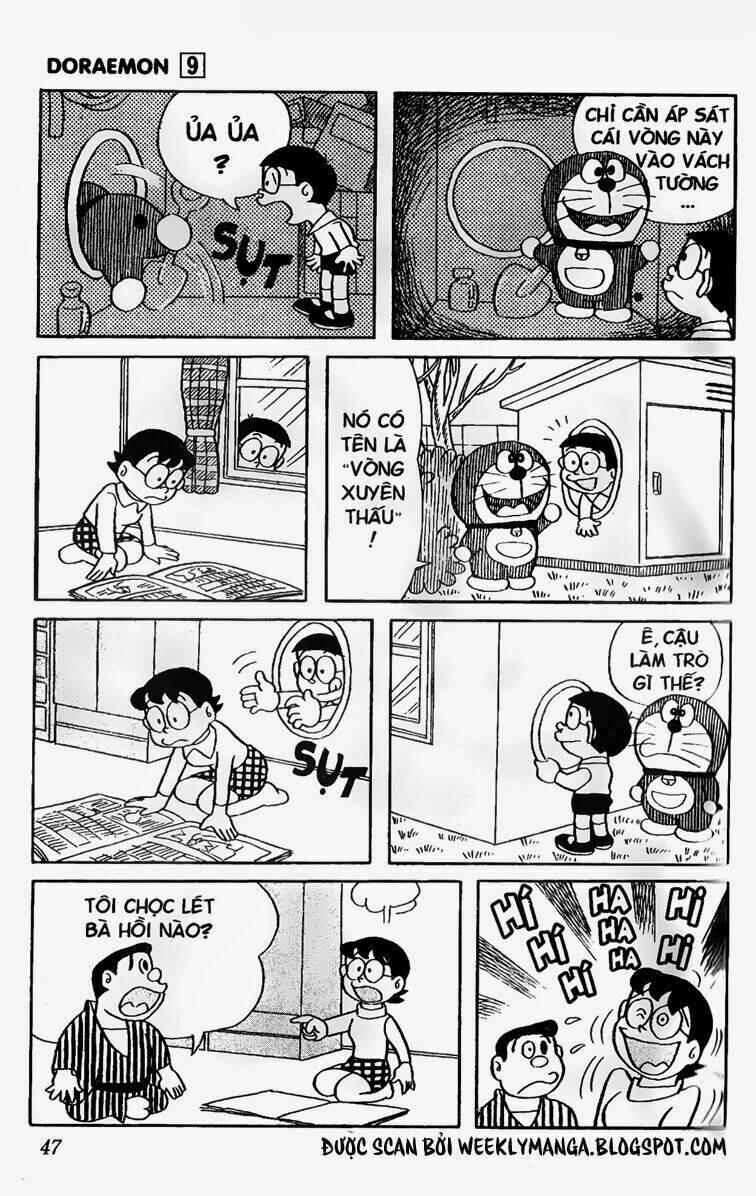 DORAEMON 9
CHỈ CẦN ÁP SÁT
CÁI VÒNG NÀY
VÀO VÁCH
TƯỜNG
...
ỦA ỦA
?
SỤT
NÓ CÓ
TÊN LÀ
“VÒNG
XUYÊN
THẤU”
!
Ê, CẬU
LÀM TRÒ
GÌ THẾ?
SỤT
HI
HI
HA
HA
HA
HÍ
HÍ
HÍ
TÔI CHỌC LÉT
BÀ HỒI NÀO?
47
ĐƯỢC SCAN BỞI WEEKLYMANGA.BLOGSPOT.COM